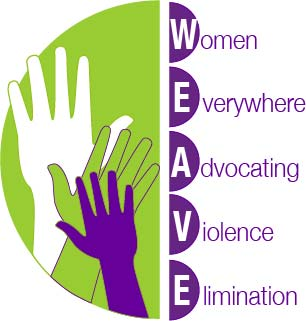 Women
Everywhere
Advocating
Violence
Elimination